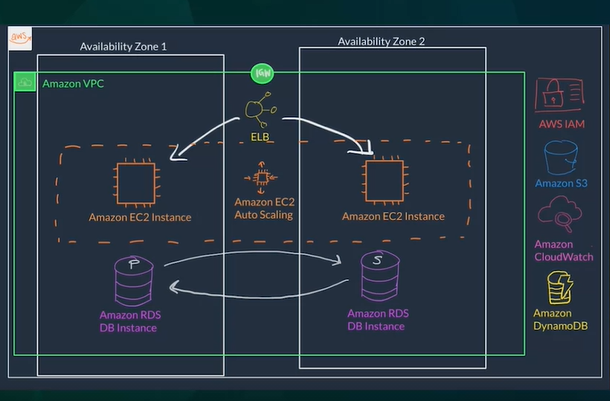 aws
Availability Zone 1
Availability Zone 2
Amazon VPC
IGW
ELB
AWS IAM
Amazon S3
Amazon EC2 Instance
Amazon EC2
Auto Scaling
Amazon EC2 Instance
Amazon
CloudWatch
P
S
Amazon RDS
DB Instance
Amazon RDS
DB Instance
Amazon
DynamoDB